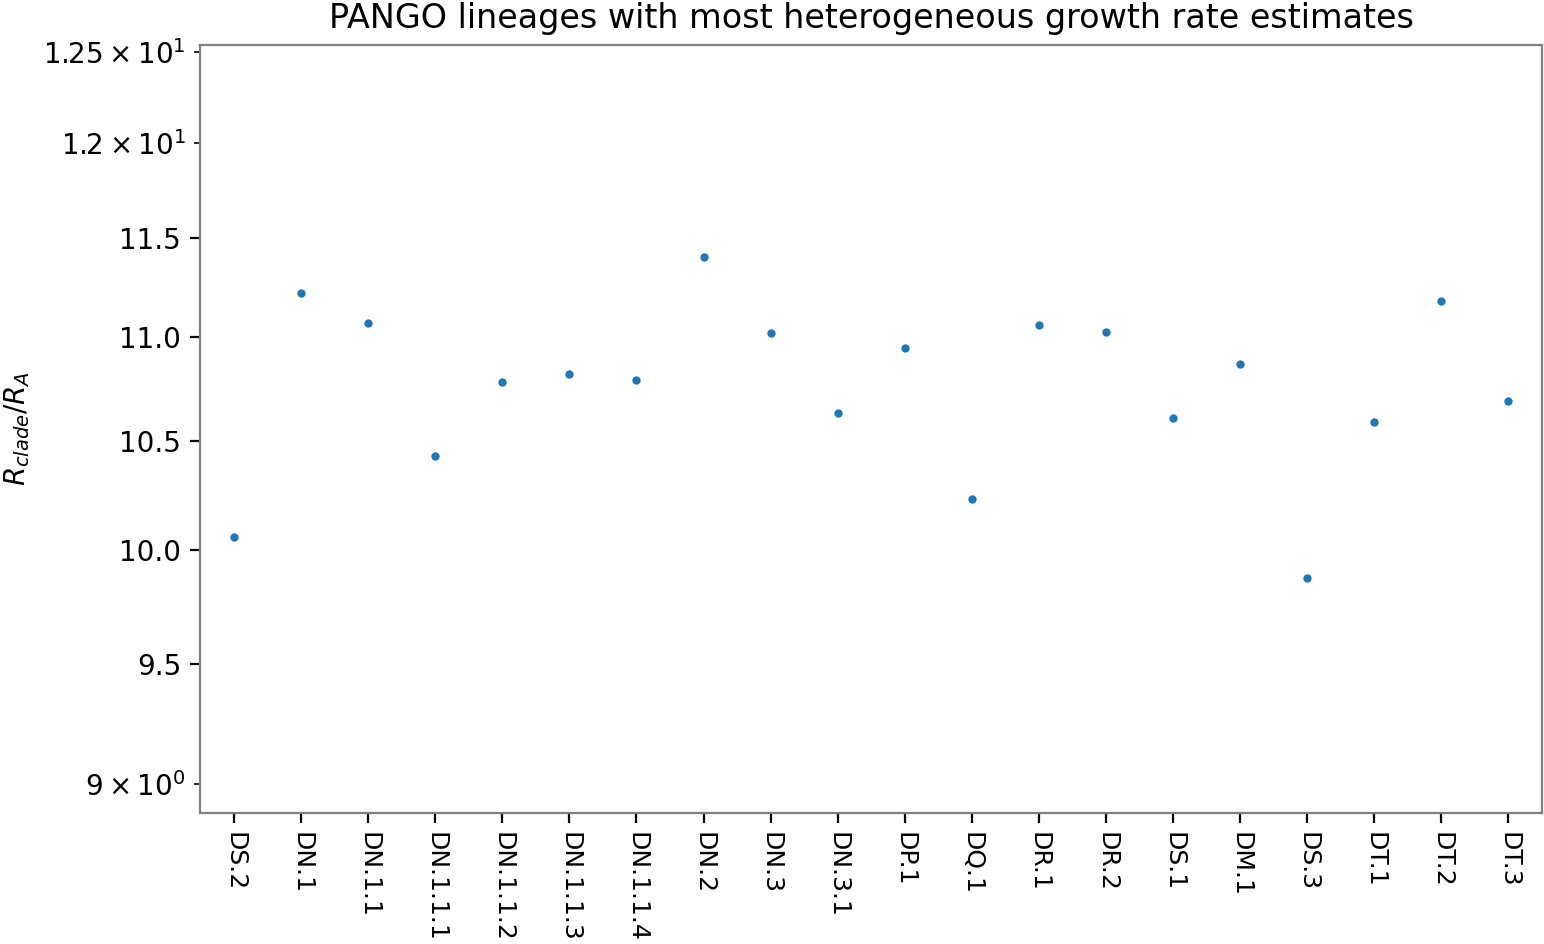 PANGO lineages with most heterogeneous growth rate estimates
1.25 × 10¹
1.2 × 10¹
11.5
11.0
10.5
10.0
9.5
9 × 10⁰
R_clade/R_A
DS.2
DN.1
DN.1.1
DN.1.1.1
DN.1.1.2
DN.1.1.3
DN.1.1.4
DN.2
DN.3
DN.3.1
DP.1
DQ.1
DR.1
DR.2
DS.1
DM.1
DS.3
DT.1
DT.2
DT.3